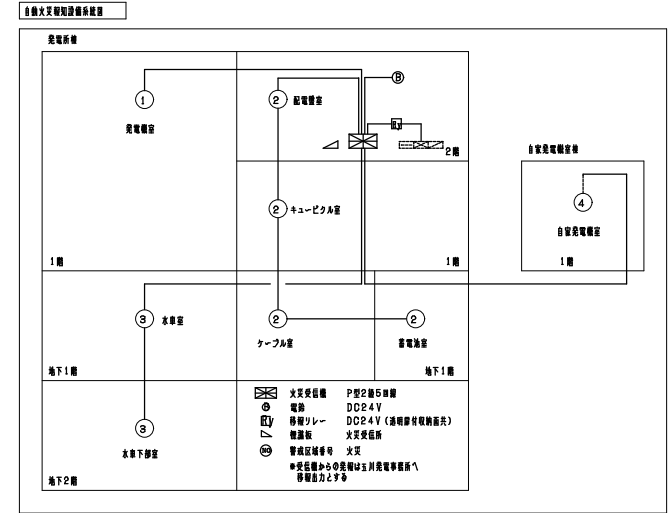 自動火災報知設備系統図
発電所棟
1
発電機室
2
配電盤室
B
Ry
2階
2
キュービクル室
1階
1階
自家発電機室棟
4
自家発電機室
1階
3
水車室
2
ケーブル室
2
蓄電池室
地下1階
地下1階
3
水車下部室
地下2階
火災受信機 P型2級5回線
B 電鈴 DC24V
Ry 移報リレー DC24V（透明扉付収納函共）
標識板 火災受信所
NO 警戒区域番号 火災
※受信機からの発報は玉川発電事務所へ
移報出力とする